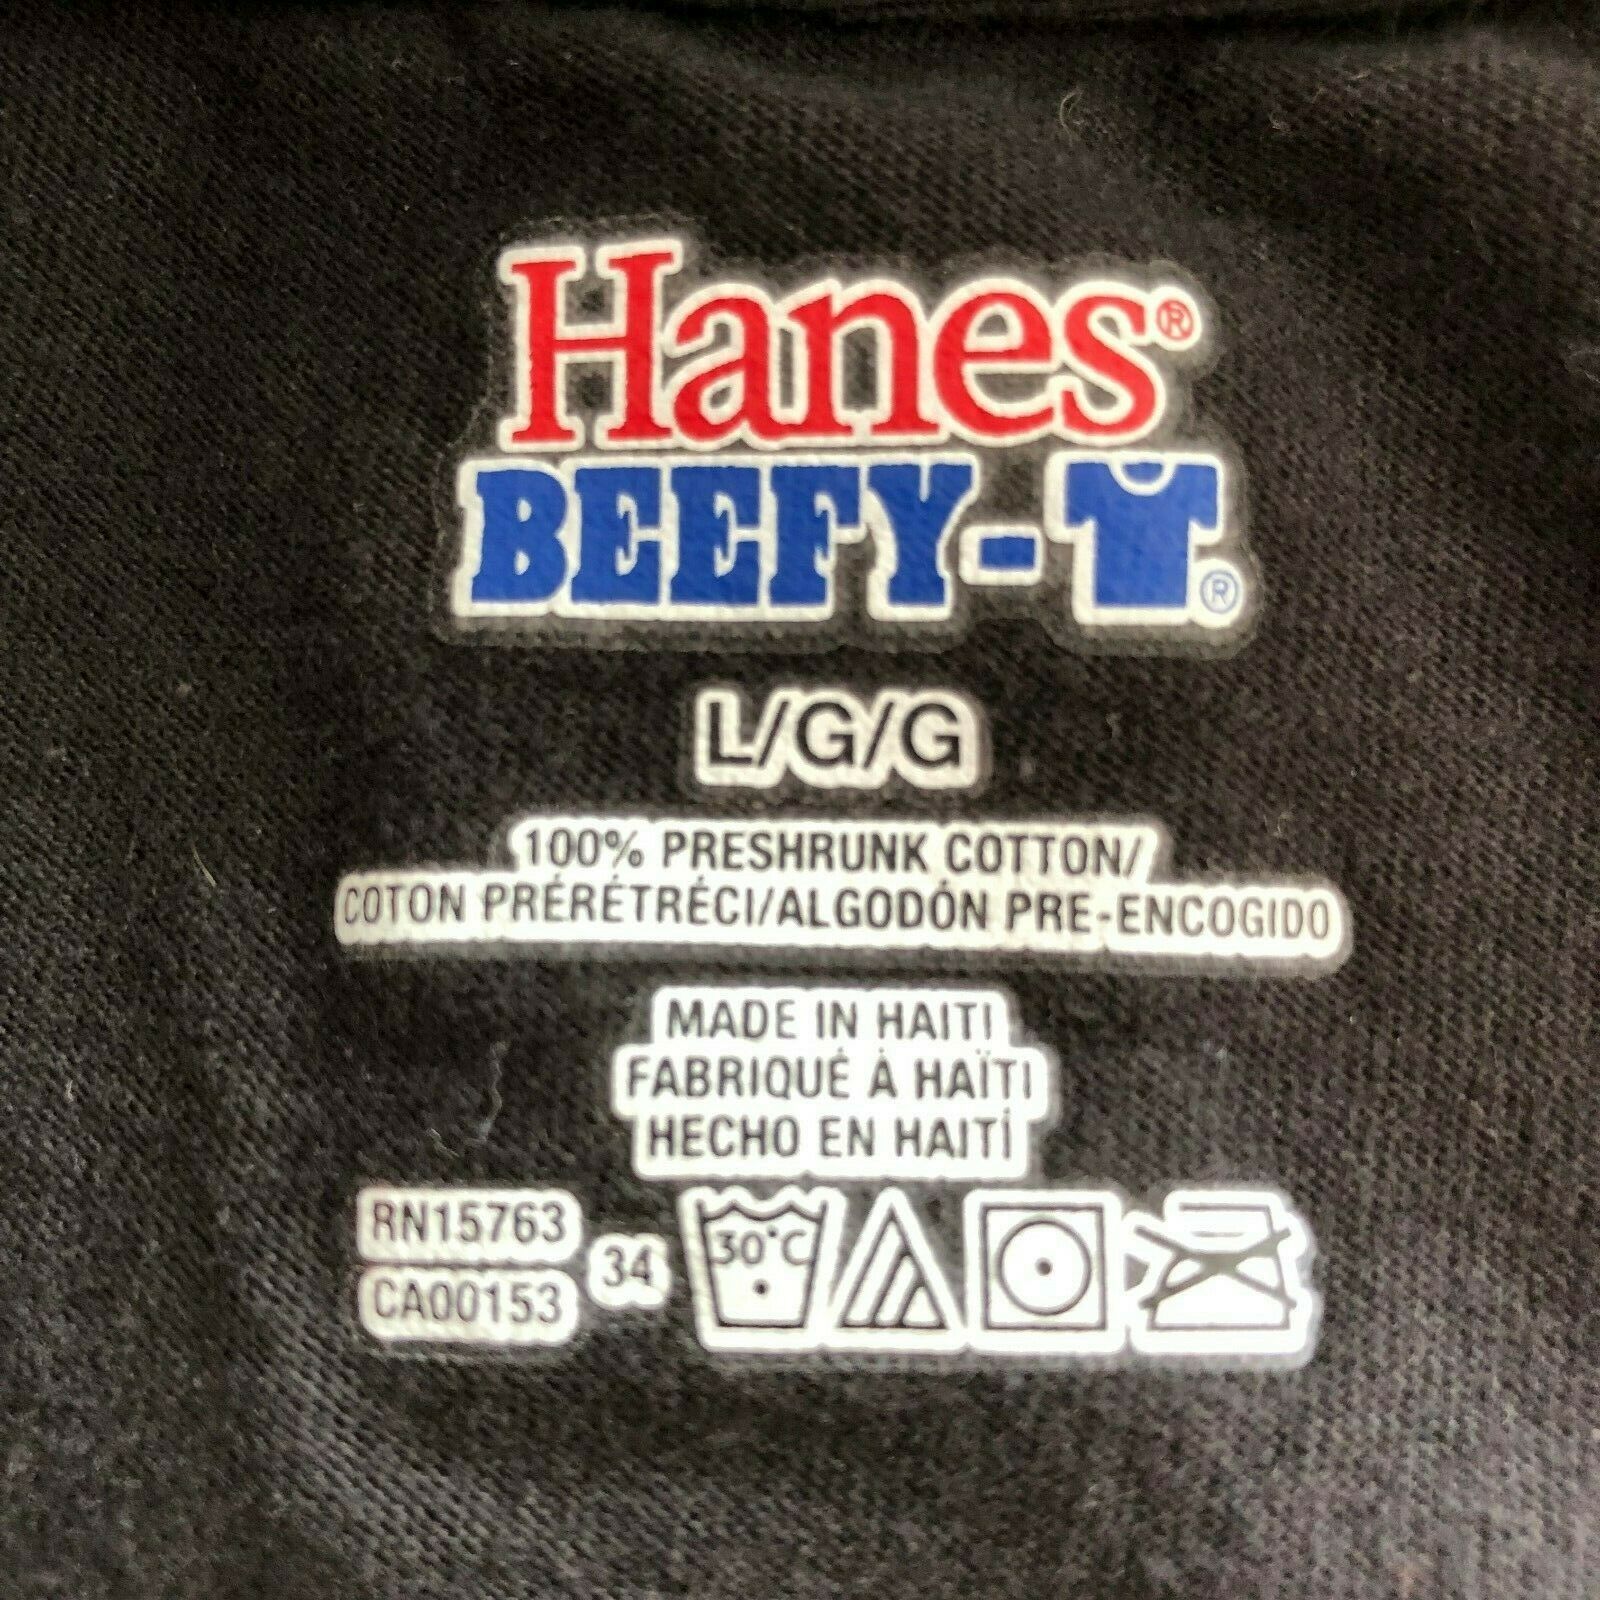 Hanes®
BEEFY-T®
L/G/G
100% PRESHRUNK COTTON/
COTON PRÉRÉTRÉCI/ALGODÓN PRE-ENCOGIDO
MADE IN HAITI
FABRIQUÉ À HAÏTI
HECHO EN HAITÍ
RN15763
CA00153
34
30°C